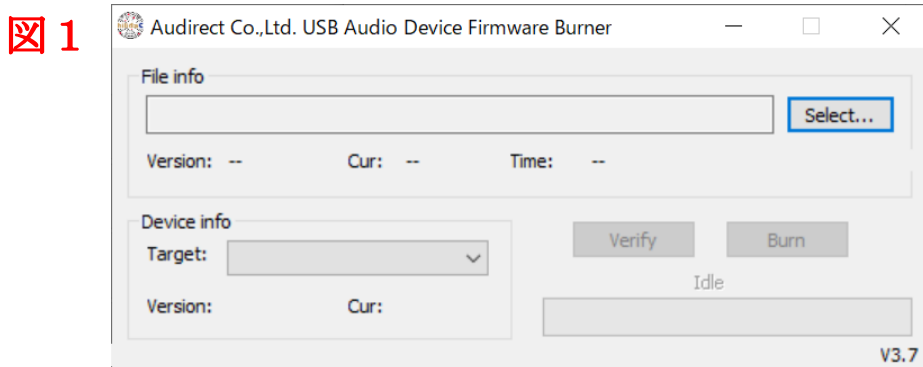 図１
Audirect Co.,Ltd. USB Audio Device Firmware Burner
File info
Select...
Version: -- Cur: -- Time: --
Device info
Target:
Version: Cur:
Verify Burn
Idle
V3.7